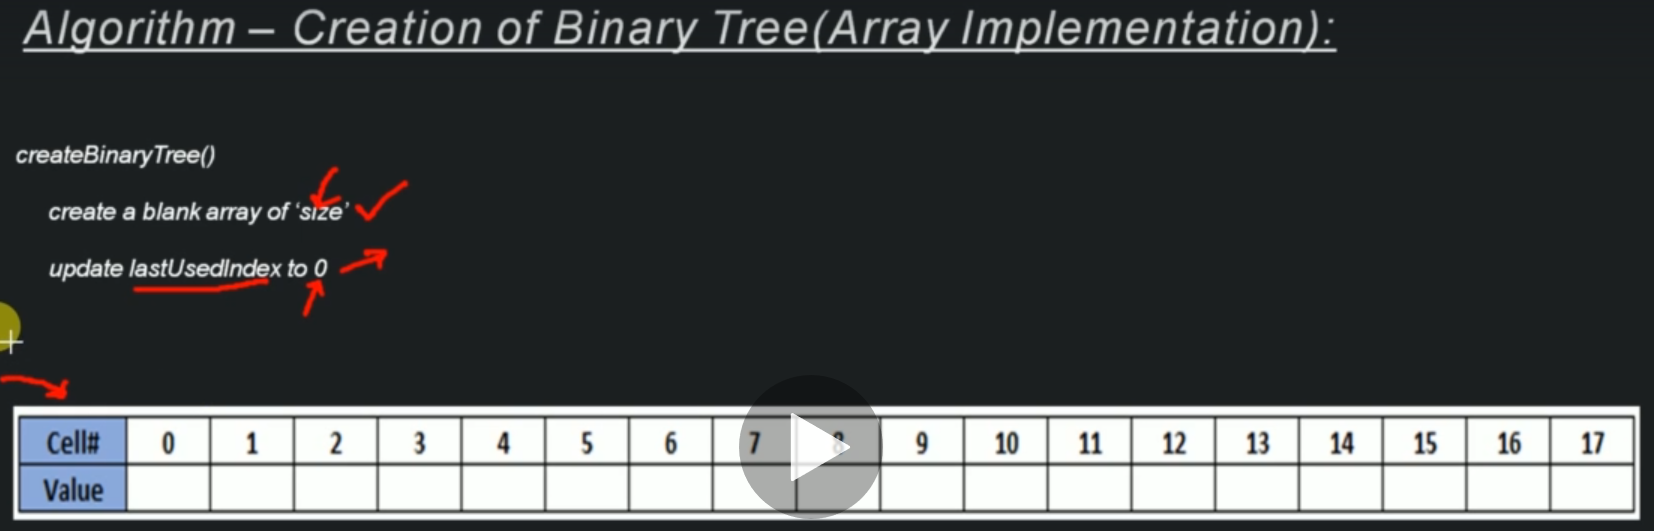 Algorithm – Creation of Binary Tree(Array Implementation):
createBinaryTree()
create a blank array of ‘size’
update lastUsedIndex to 0
Cell# 0 1 2 3 4 5 6 7 8 9 10 11 12 13 14 15 16 17
Value